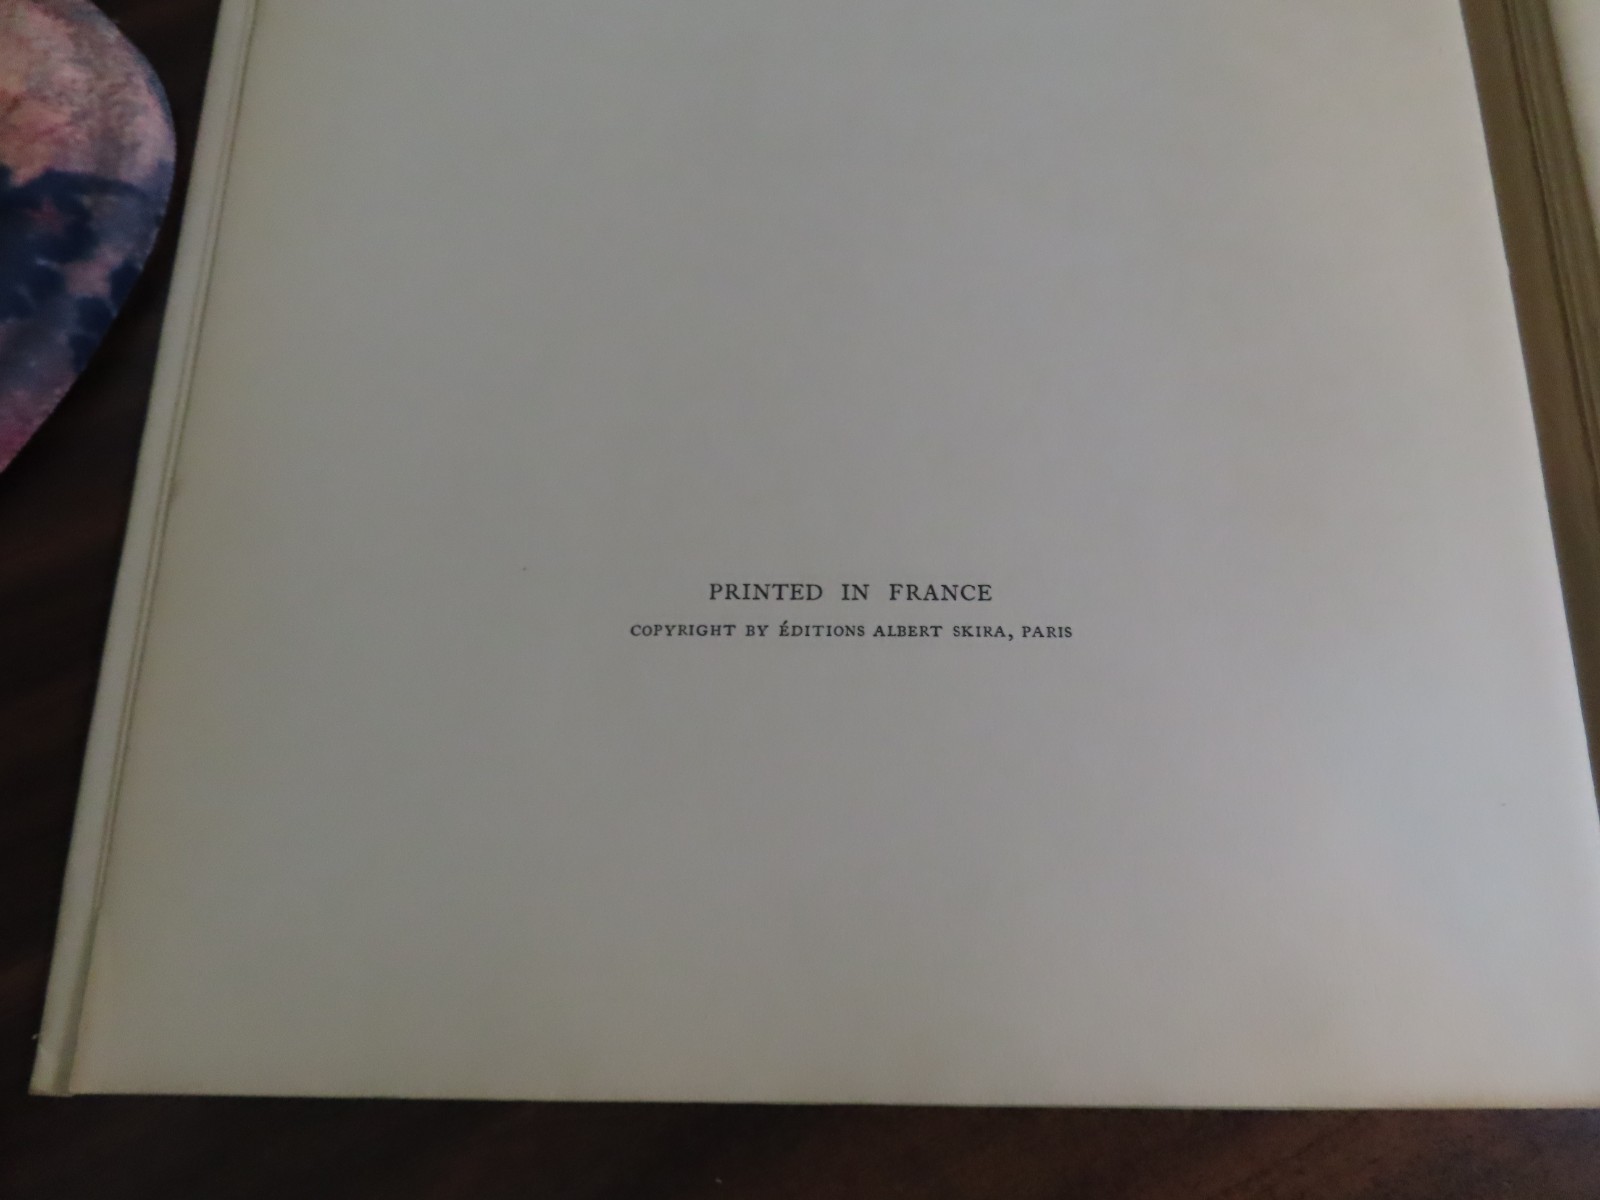 PRINTED IN FRANCE
COPYRIGHT BY ÉDITIONS ALBERT SKIRA, PARIS